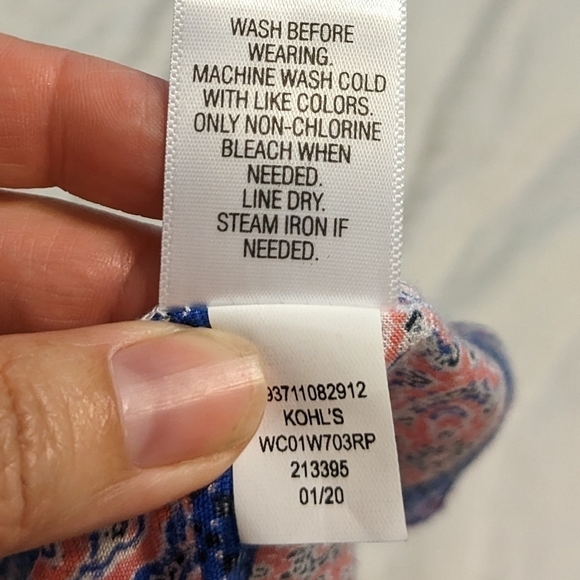 WASH BEFORE
WEARING.
MACHINE WASH COLD
WITH LIKE COLORS.
ONLY NON-CHLORINE
BLEACH WHEN
NEEDED.
LINE DRY.
STEAM IRON IF
NEEDED.
93711082912
KOHL'S
WC01W703RP
213395
01/20